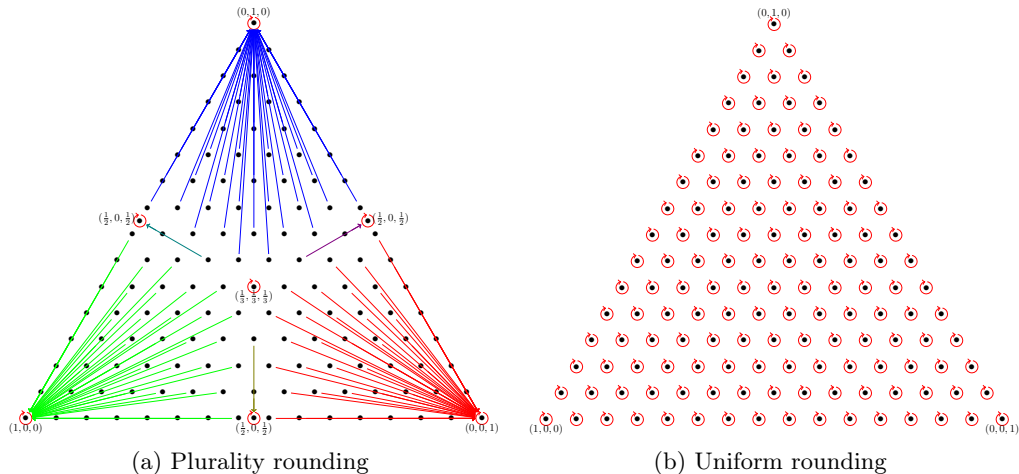 (0, 1, 0)
(0, 1, 0)
(1/2, 0, 1/2)
(1/2, 0, 1/2)
(1/3, 1/3, 1/3)
(1, 0, 0)
(1/2, 0, 1/2)
(0, 0, 1)
(1, 0, 0)
(0, 0, 1)
(a) Plurality rounding
(b) Uniform rounding